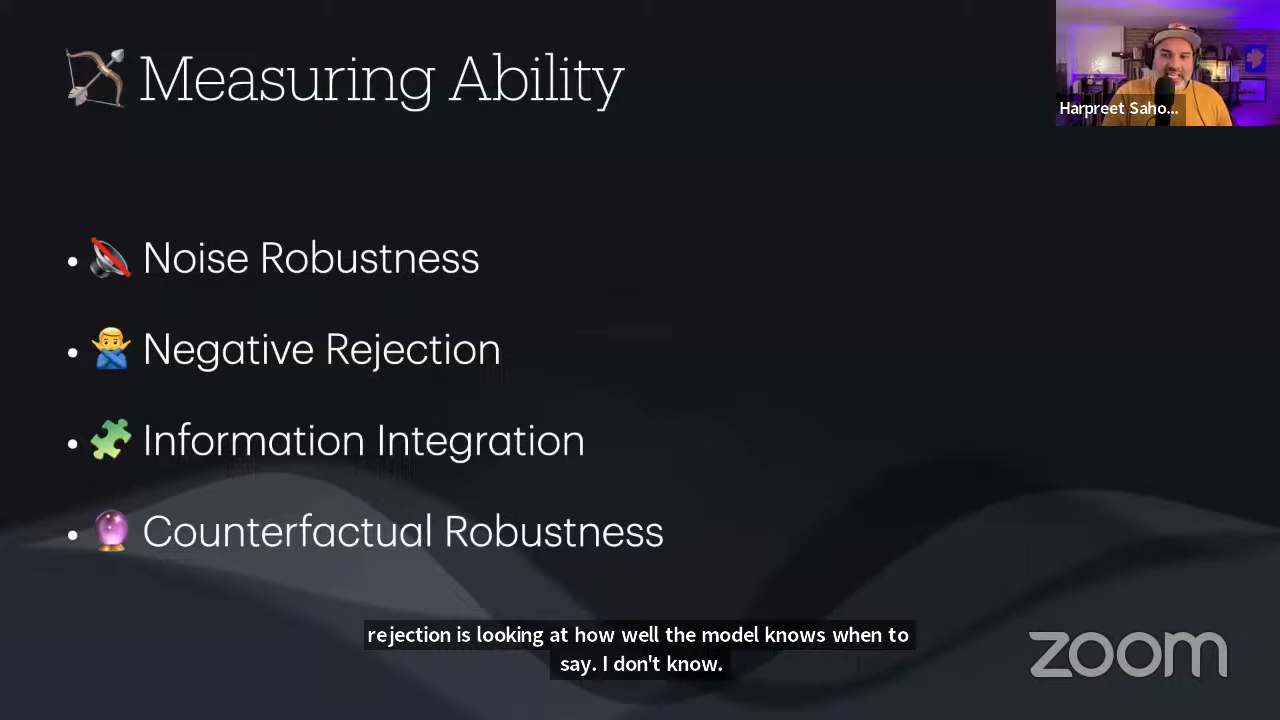 Measuring Ability
Harpreet Saho...
• Noise Robustness
• Negative Rejection
• Information Integration
• Counterfactual Robustness
rejection is looking at how well the model knows when to
say. I don't know.
zoom